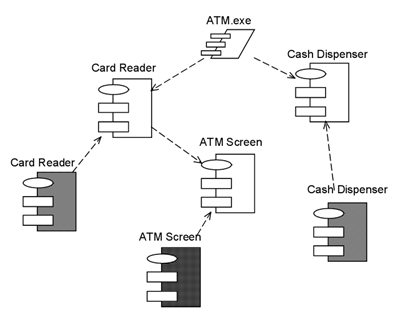 ATM.exe
Cash Dispenser
Card Reader
ATM Screen
Card Reader
Cash Dispenser
ATM Screen